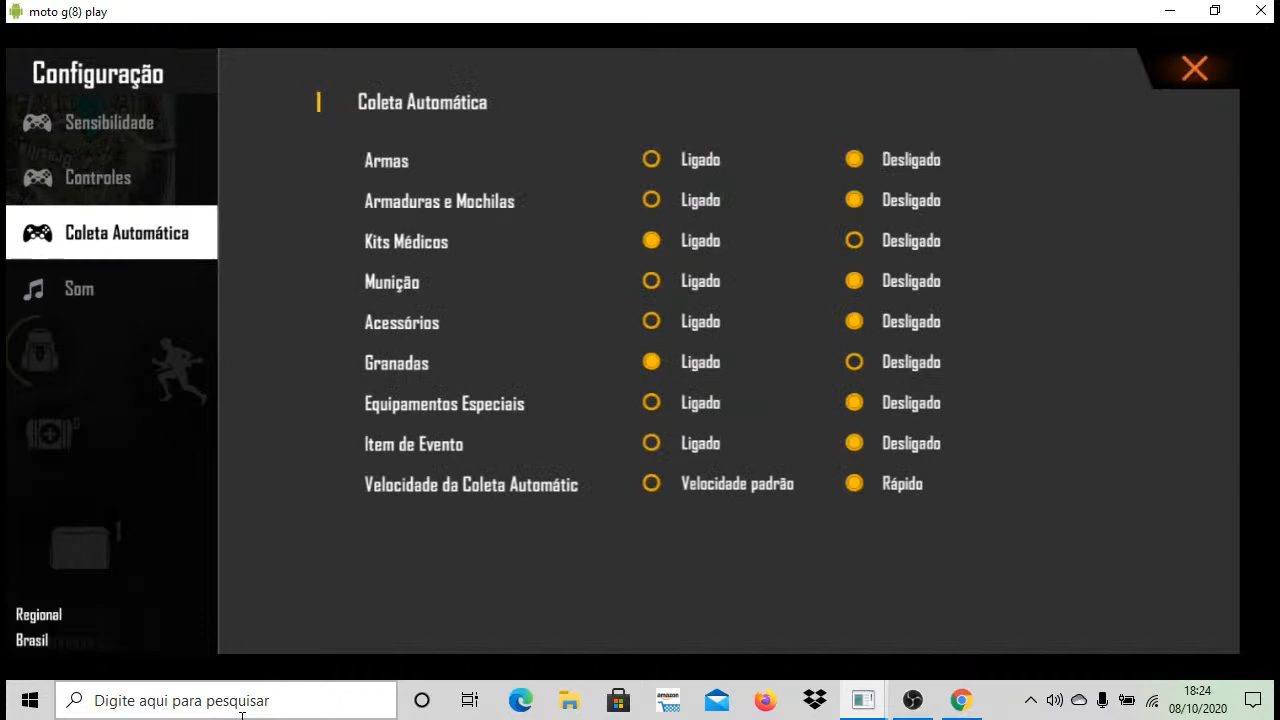 moto g(8) play
Configuração
Sensibilidade
Controles
Coleta Automática
Som
0
1
Regional
Brasil
Coleta Automática
Armas Ligado Desligado
Armaduras e Mochilas Ligado Desligado
Kits Médicos Ligado Desligado
Munição Ligado Desligado
Acessórios Ligado Desligado
Granadas Ligado Desligado
Equipamentos Especiais Ligado Desligado
Item de Evento Ligado Desligado
Velocidade da Coleta Automátic Velocidade padrão Rápido
Digite aqui para pesquisar
amazon
18:24
08/10/2020